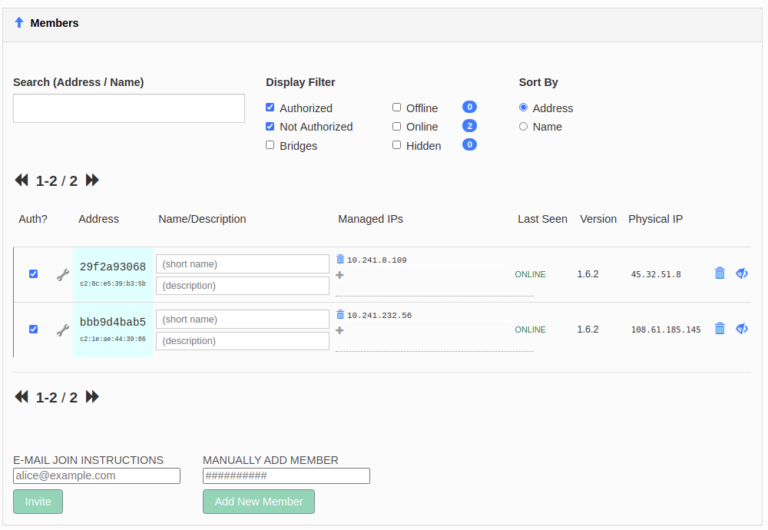 Members
Search (Address / Name)
Display Filter
Sort By
Authorized
Offline
0
Address
Not Authorized
Online
2
Name
Bridges
Hidden
0
1-2 / 2
Auth?
Address
Name/Description
Managed IPs
Last Seen
Version
Physical IP
29f2a93068
c2:8c:e5:39:b3:5b
(short name)
(description)
10.241.8.109
ONLINE
1.6.2
45.32.51.8
bbb9d4bab5
c2:1e:ae:44:39:86
(short name)
(description)
10.241.232.56
ONLINE
1.6.2
108.61.185.145
1-2 / 2
E-MAIL JOIN INSTRUCTIONS
alice@example.com
Invite
MANUALLY ADD MEMBER
##########
Add New Member